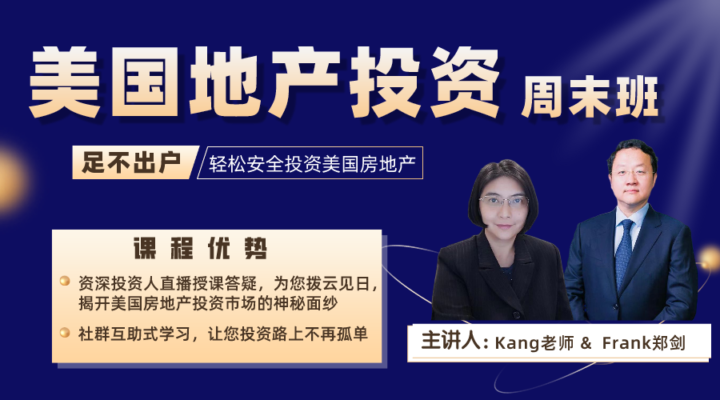 美国地产投资 周末班
足不出户 轻松安全投资美国房地产
课程优势
资深投资人直播授课答疑，为您拨云见日，
揭开美国房地产投资市场的神秘面纱
社群互助式学习，让您投资路上不再孤单
主讲人：Kang老师 & Frank郑剑